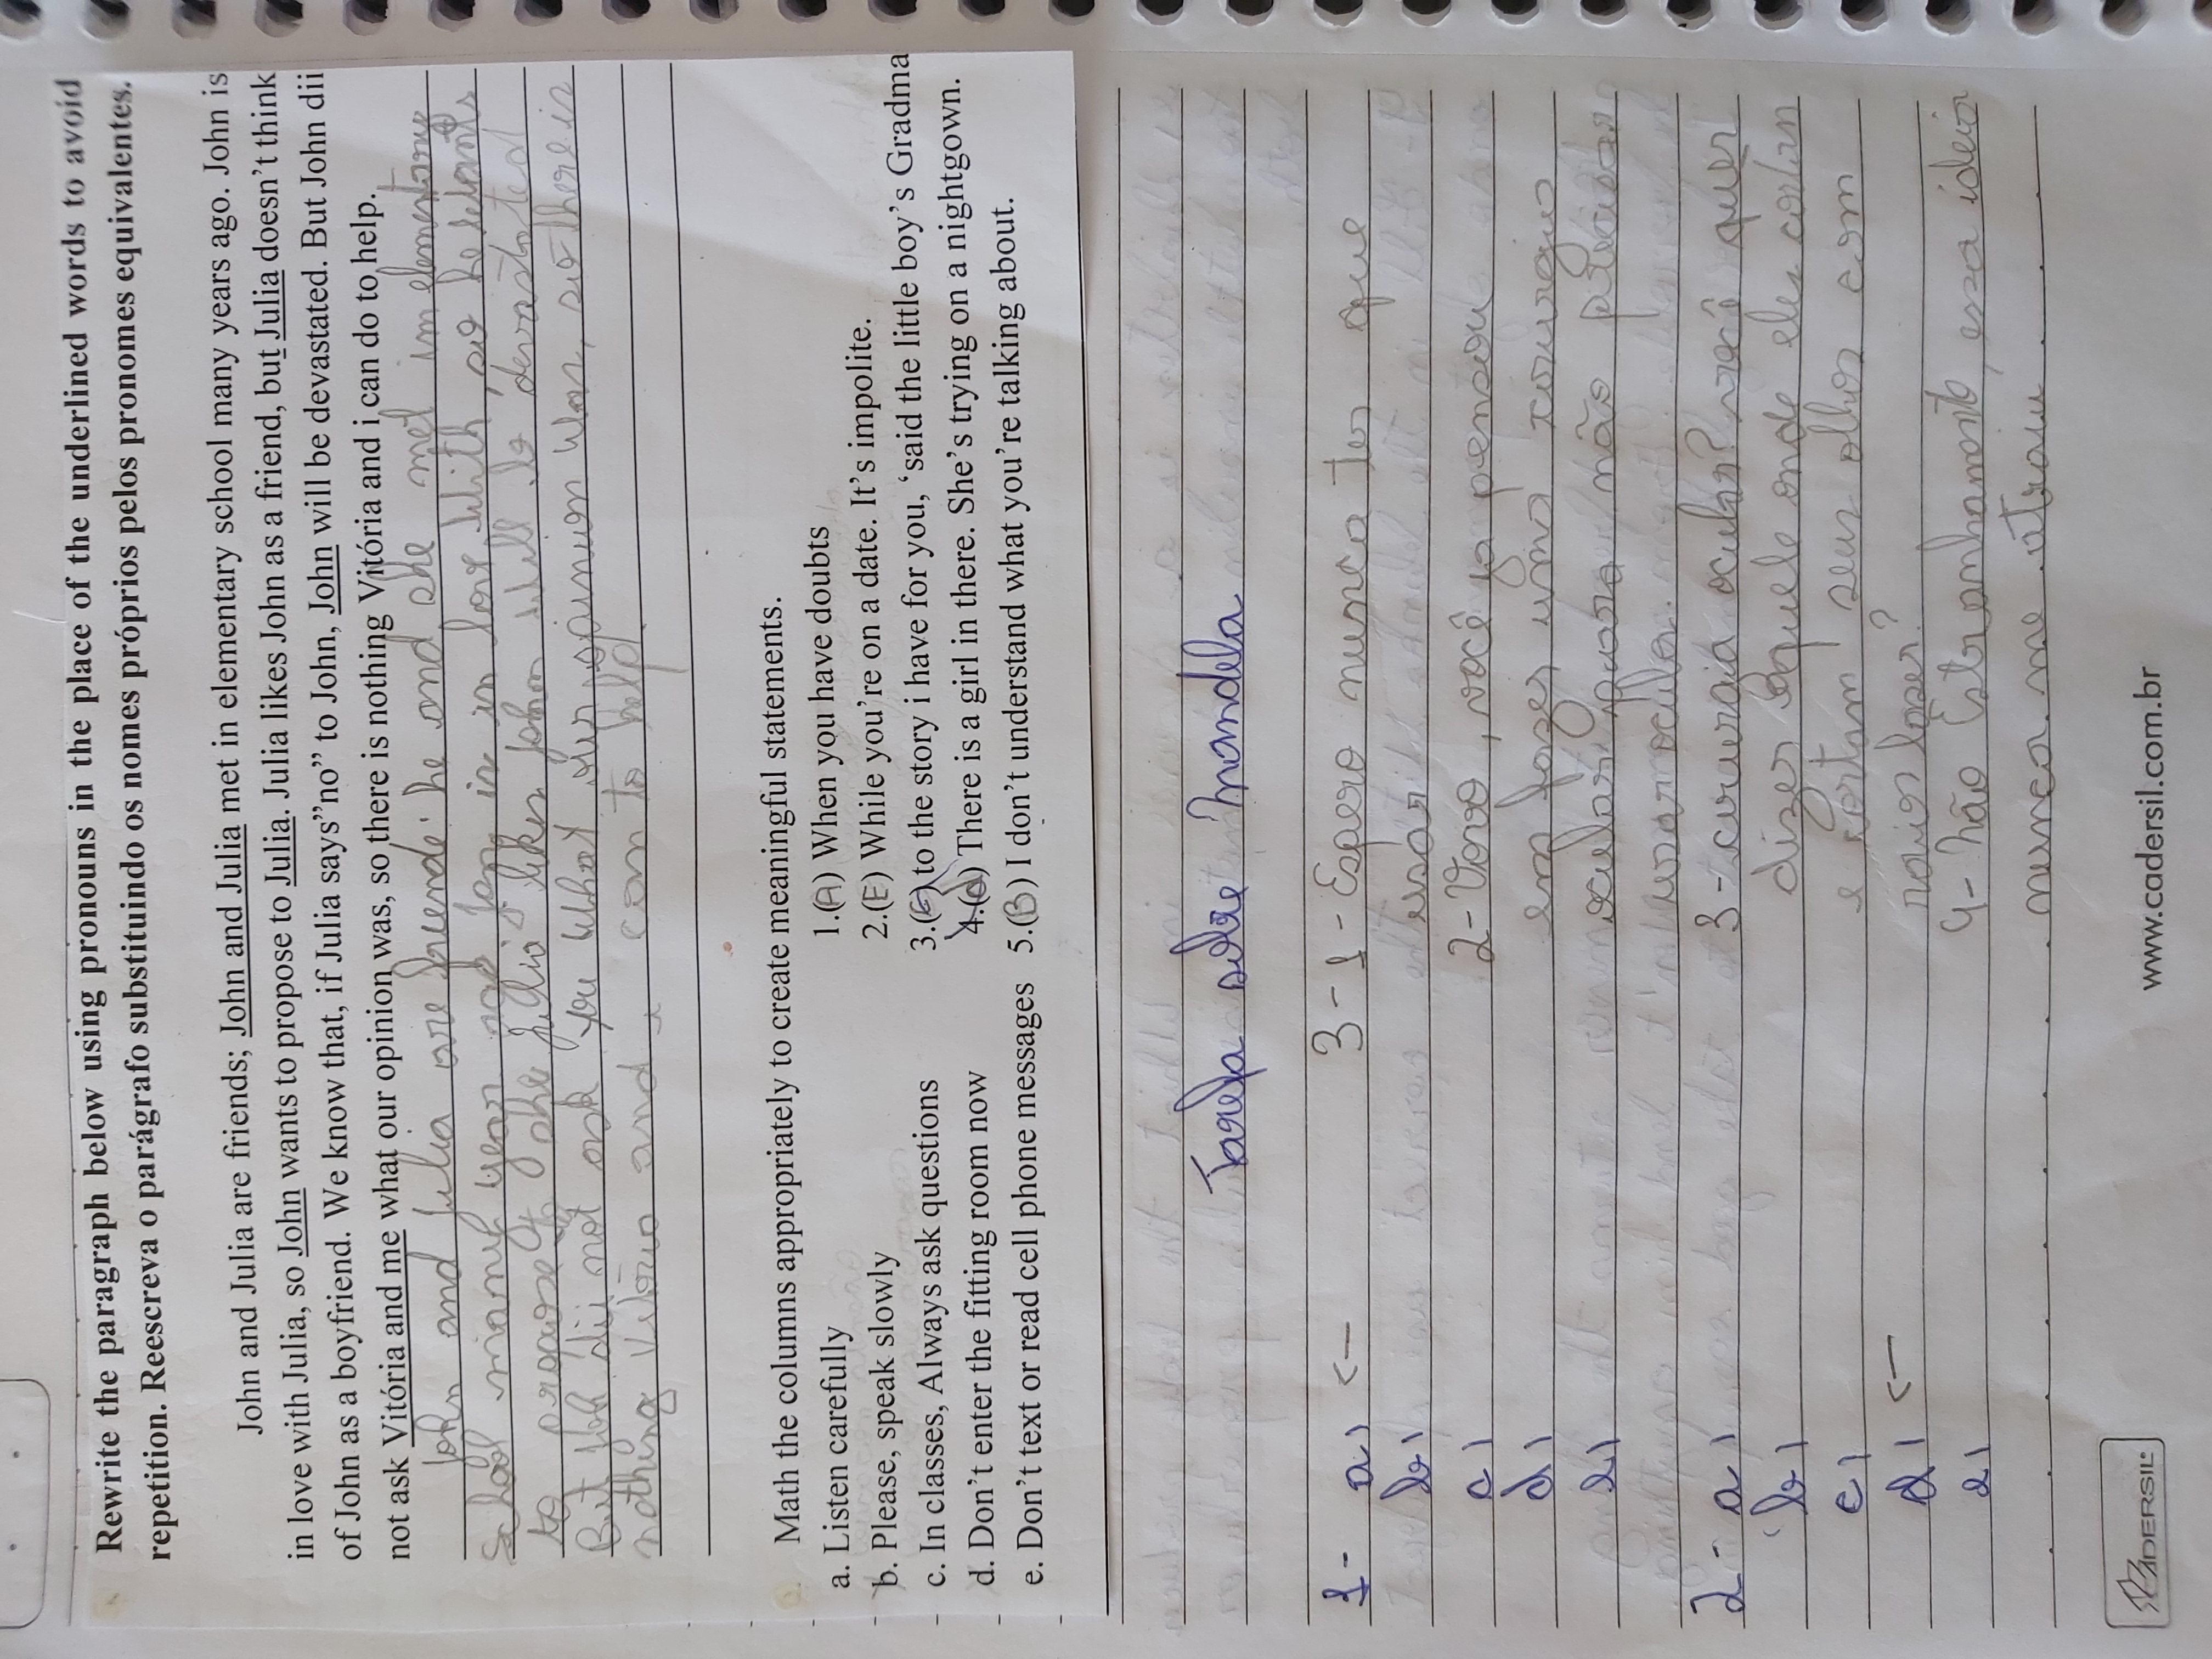 Rewrite the paragraph below using pronouns in the place of the underlined words to avoid
repetition. Reescreva o parágrafo substituindo os nomes próprios pelos pronomes equivalentes.
John and Julia are friends; John and Julia met in elementary school many years ago. John is
in love with Julia, so John wants to propose to Julia. Julia likes John as a friend, but Julia doesn't think
of John as a boyfriend. We know that, if Julia says"no" to John, John will be devastated. But John dii
not ask Vitória and me what our opinion was, so there is nothing Vitória and i can do to help.
John and Julia are friende: he and she met im elementary
School many year ago. Jon is in love With, so he Wants
to propose to she Julia likes John Will be devastated
But Joh dii not ask you What our opinion Was, so there is
nothing Vitória and i can to help.
Math the columns appropriately to create meaningful statements.
a. Listen carefully 1.(A) When you have doubts
b. Please, speak slowly 2.(E) While you're on a date. It's impolite.
c. In classes, Always ask questions 3.(C) to the story i have for you, 'said the little boy's Gradma
d. Don't enter the fitting room now 4.(d) There is a girl in there. She's trying on a nightgown.
e. Don't text or read cell phone messages 5.(B) I don't understand what you're talking about.
Tarefa sobre Mandela
1- a) <— 3-1-Espero nunca ter que
b) usar
c) 2-Vovo, você ja pensou
d) em fazer uma
e) ocular para não precisar
usar
2- a) 3- ocular? você quer
b) dizer aquele onde eles
c) e cortam seus olhos com
d) <— raios laser?
e) 4- Não Estranhamente, essa ideia
nunca me atraiu
CADERSIL
www.cadersil.com.br